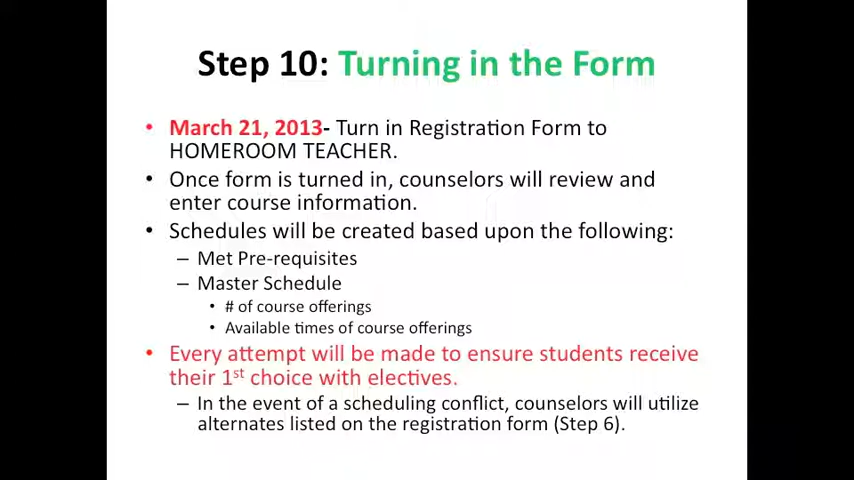 Step 10: Turning in the Form
• March 21, 2013- Turn in Registration Form to
HOMEROOM TEACHER.
• Once form is turned in, counselors will review and
enter course information.
• Schedules will be created based upon the following:
– Met Pre-requisites
– Master Schedule
• # of course offerings
• Available times of course offerings
• Every attempt will be made to ensure students receive
their 1st choice with electives.
– In the event of a scheduling conflict, counselors will utilize
alternates listed on the registration form (Step 6).